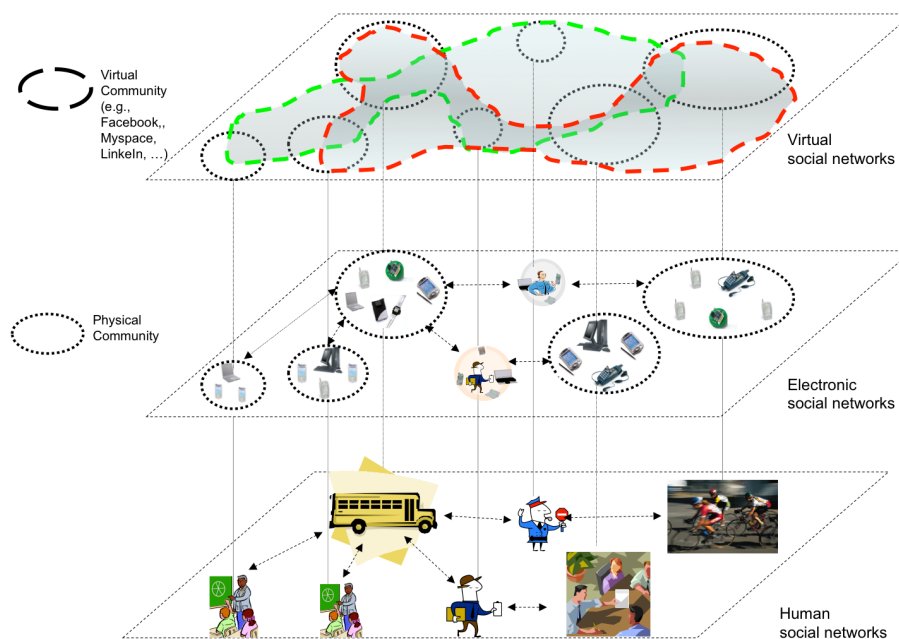 Virtual
Community
(e.g.,
Facebook,,
Myspace,
LinkeIn, …)
Virtual
social networks
Physical
Community
Electronic
social networks
Human
social networks